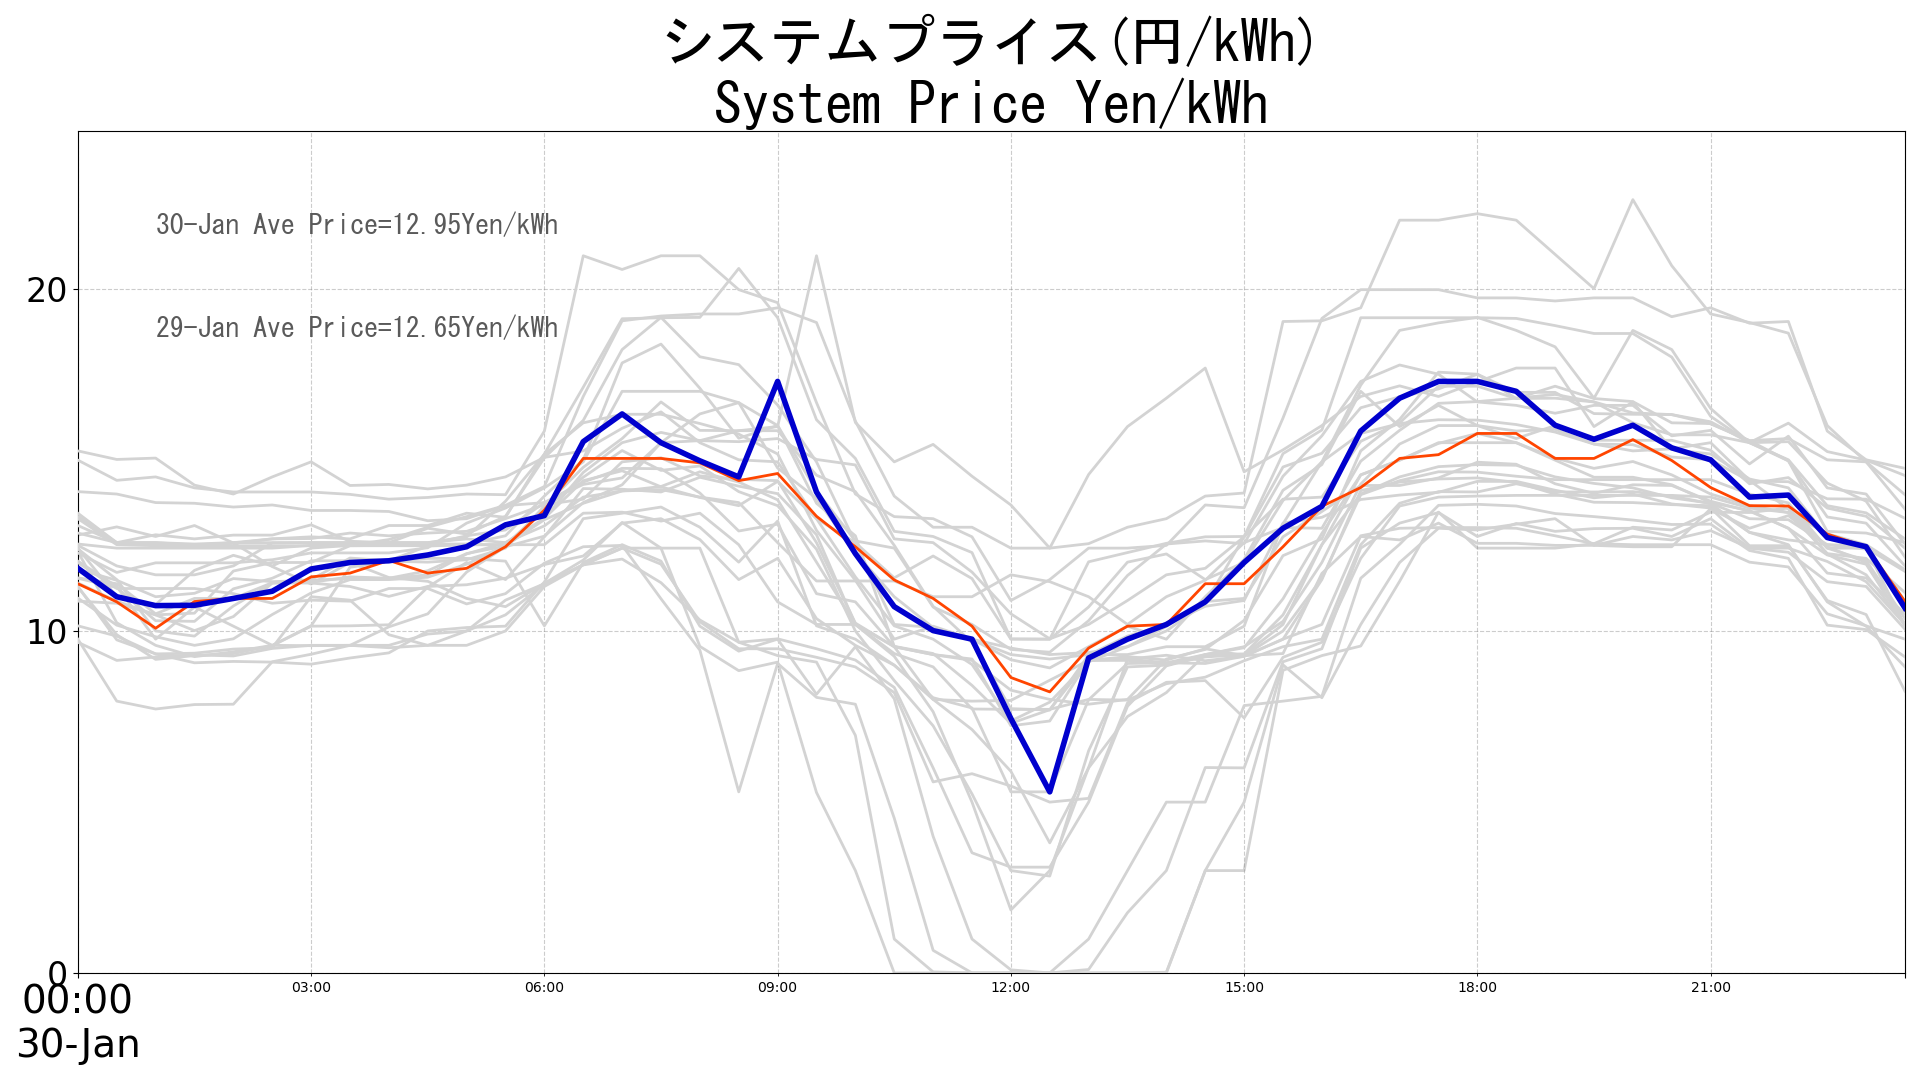 システムプライス(円/kWh)
System Price Yen/kWh
30-Jan Ave Price=12.95Yen/kWh
29-Jan Ave Price=12.65Yen/kWh
20
10
0
00:00 03:00 06:00 09:00 12:00 15:00 18:00 21:00
30-Jan